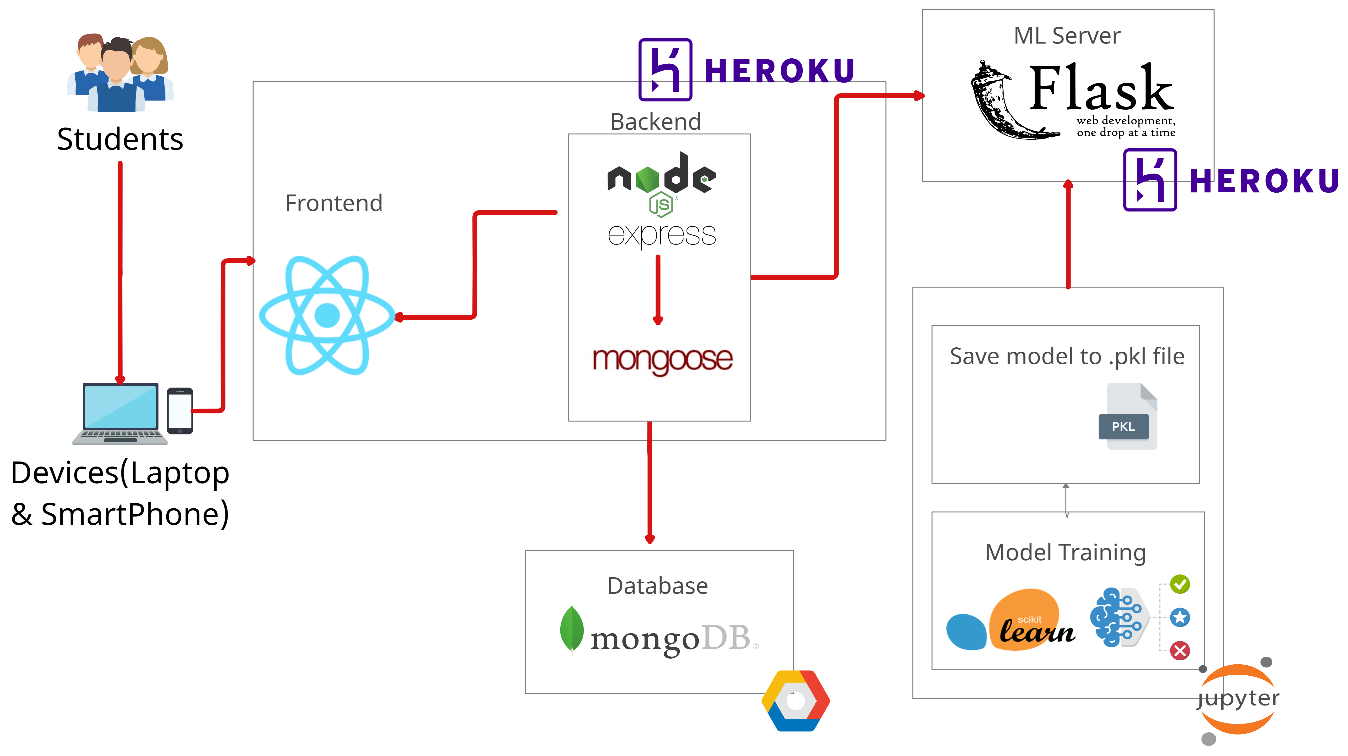 Students
Devices(Laptop
& SmartPhone)
HEROKU
Frontend
Backend
node
JS
express
mongoose
Database
mongoDB
ML Server
Flask
web development,
one drop at a time
HEROKU
Save model to .pkl file
PKL
Model Training
scikit
learn
jupyter